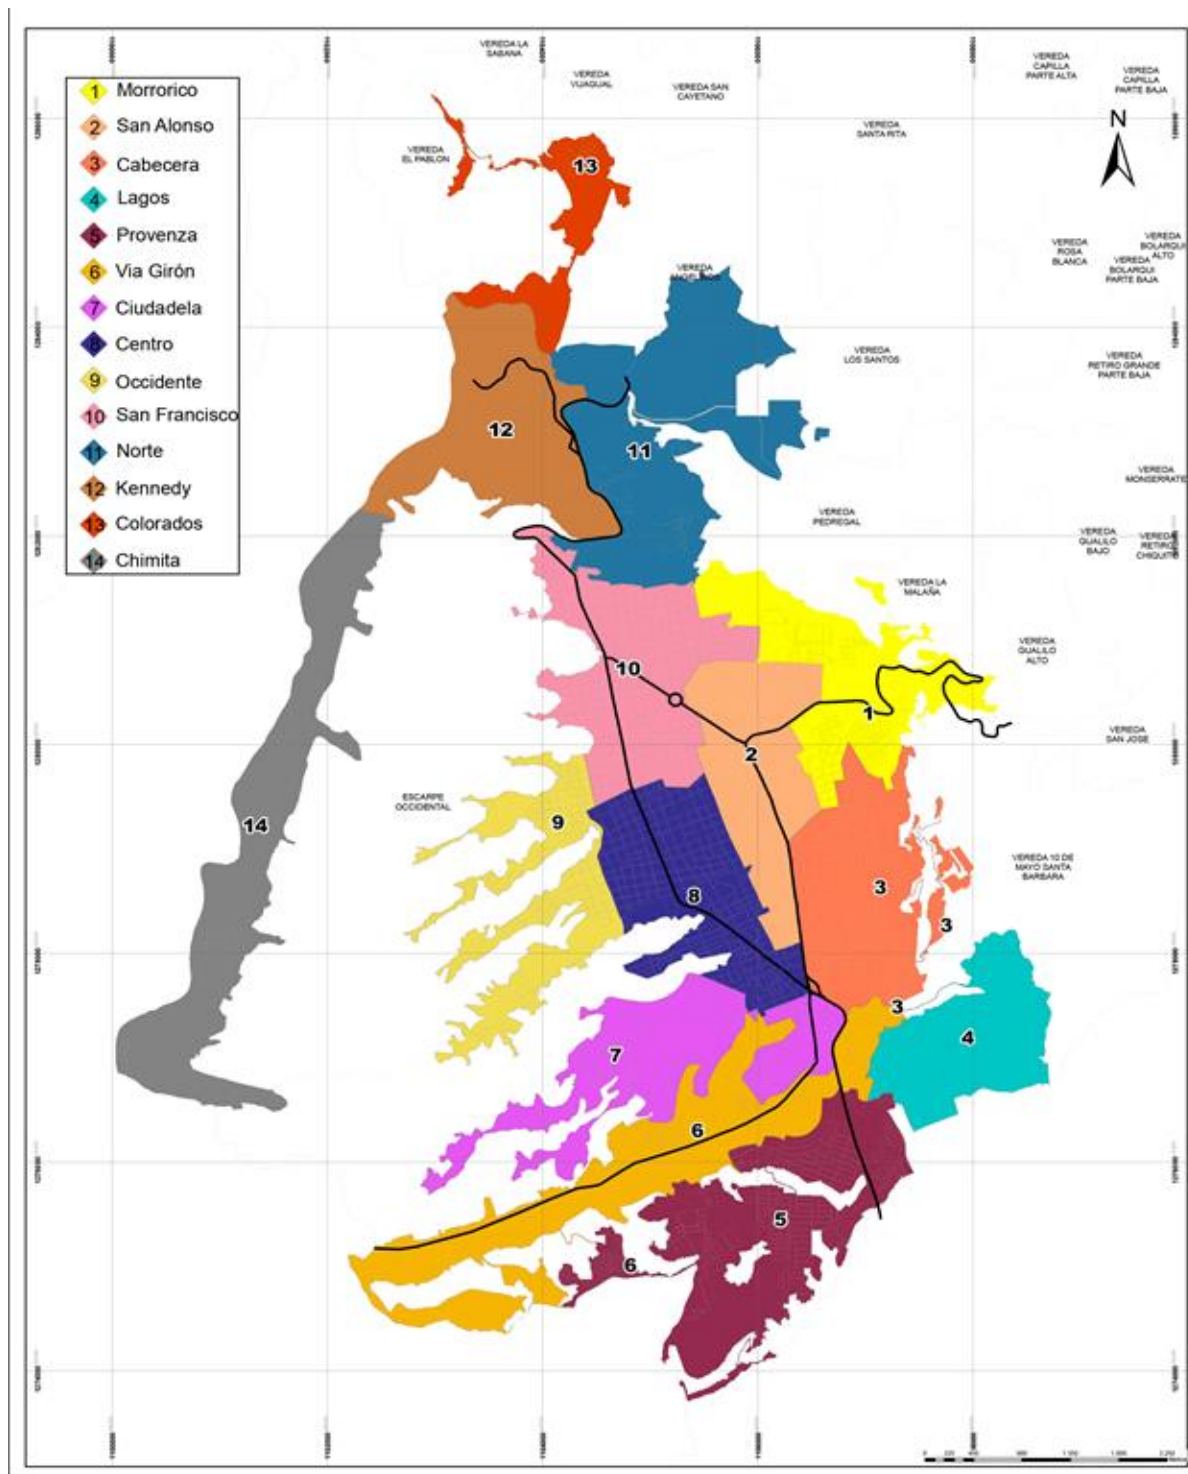 1 Morrorico
2 San Alonso
3 Cabecera
4 Lagos
5 Provenza
6 Via Girón
7 Ciudadela
8 Centro
9 Occidente
10 San Francisco
11 Norte
12 Kennedy
13 Colorados
14 Chimita
VEREDA LA
SABANA
VEREDA
VIJAGUAL
VEREDA SAN
CAYETANO
VEREDA
CAPILLA
PARTE ALTA
VEREDA
CAPILLA
PARTE BAJA
VEREDA
SANTA RITA
N
VEREDA
EL PABLON
13
VEREDA
ROSA
BLANCA
VEREDA
BOLARQUI
ALTO
VEREDA
BOLARQUI
PARTE BAJA
VEREDA
VEREDA
LOS SANTOS
VEREDA
RETIRO GRANDE
PARTE BAJA
12
11
VEREDA
MONSERRATE
VEREDA
PEDREGAL
VEREDA
GUALILO
BAJO
VEREDA
RETIRO
CHIQUITO
VEREDA LA
MALAÑA
VEREDA
GUALILO
ALTO
10
1
VEREDA
SAN JOSE
2
ESCARPE
OCCIDENTAL
9
14
VEREDA 10 DE
MAYO SANTA
BARBARA
3
8
3
3
4
7
6
5
6